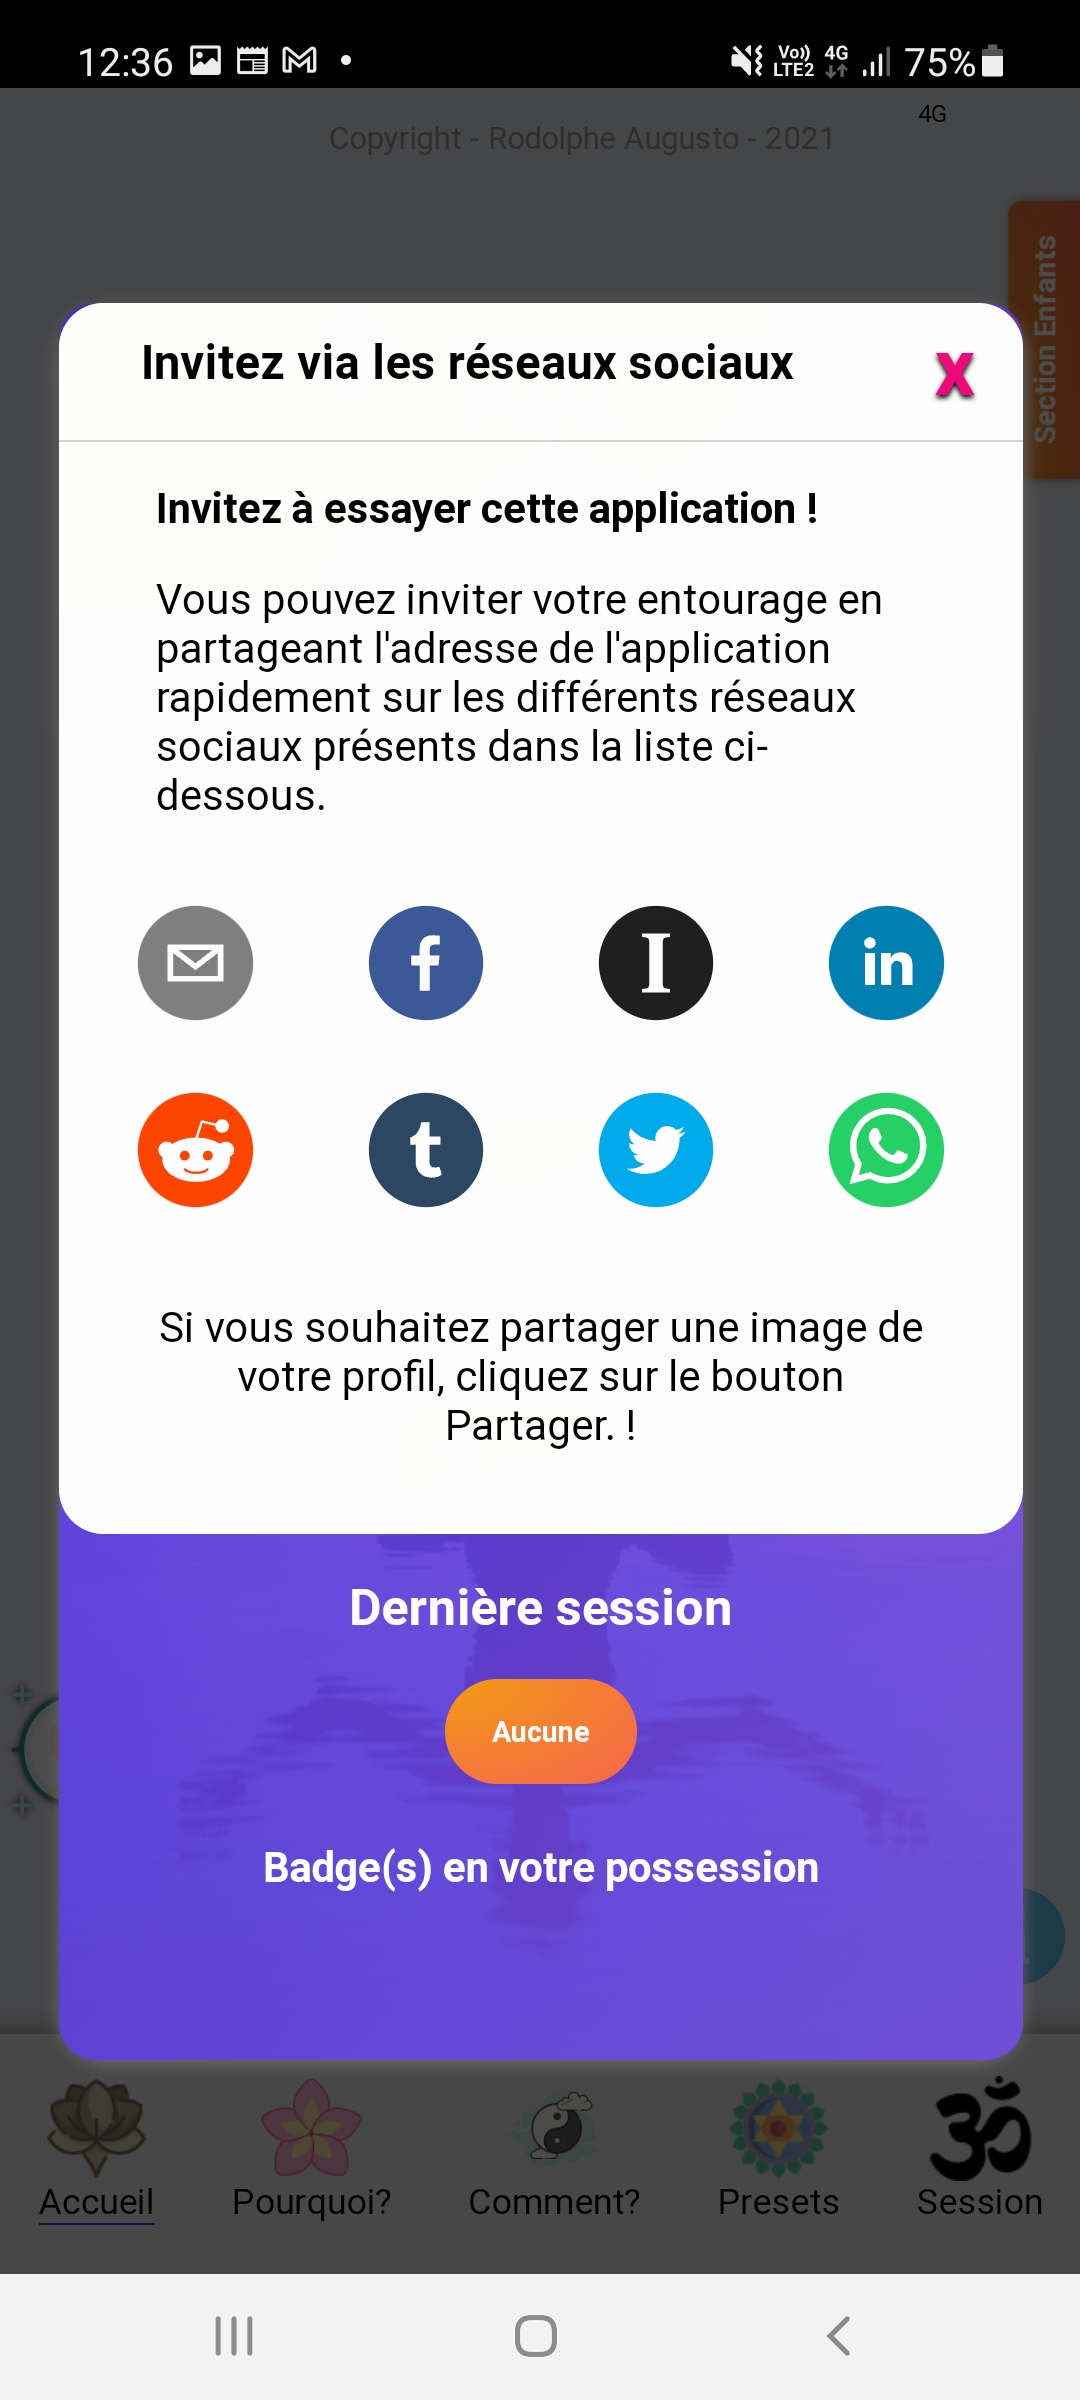 12:36
Vo)) LTE2 4G 75%
4G
Copyright - Rodolphe Augusto - 2021
Section Enfants
Invitez via les réseaux sociaux
X
Invitez à essayer cette application !
Vous pouvez inviter votre entourage en
partageant l'adresse de l'application
rapidement sur les différents réseaux
sociaux présents dans la liste ci-
dessous.
Si vous souhaitez partager une image de
votre profil, cliquez sur le bouton
Partager. !
Dernière session
Aucune
Badge(s) en votre possession
Accueil
Pourquoi?
Comment?
Presets
Session